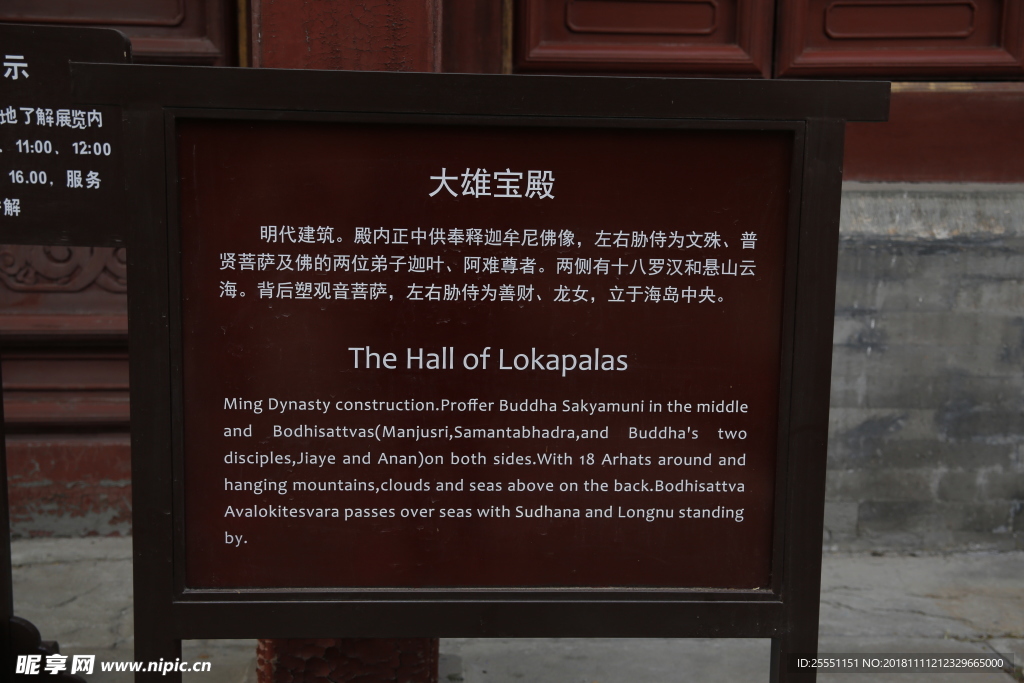 示
地了解展览内
、11:00、12:00
16.00，服务
解
大雄宝殿
明代建筑。殿内正中供奉释迦牟尼佛像，左右胁侍为文殊、普
贤菩萨及佛的两位弟子迦叶、阿难尊者。两侧有十八罗汉和悬山云
海。背后塑观音菩萨，左右胁侍为善财、龙女，立于海岛中央。
The Hall of Lokapalas
Ming Dynasty construction.Proffer Buddha Sakyamuni in the middle
and Bodhisattvas(Manjusri,Samantabhadra,and Buddha's two
disciples,Jiaye and Anan)on both sides.With 18 Arhats around and
hanging mountains,clouds and seas above on the back.Bodhisattva
Avalokitesvara passes over seas with Sudhana and Longnu standing
by.
昵享网 www.nipic.cn
ID:25551151 NO:20181111212329665000